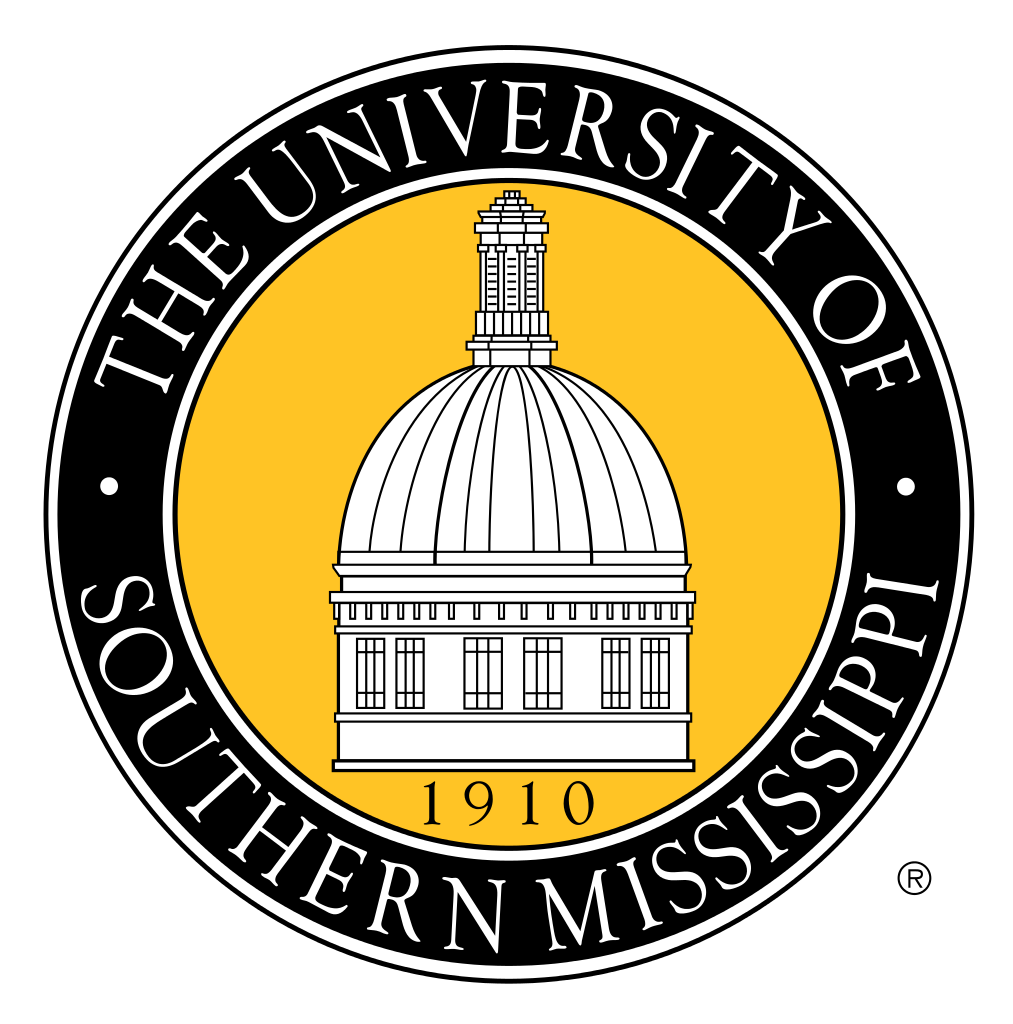 THE UNIVERSITY OF
SOUTHERN MISSISSIPPI
1910
®